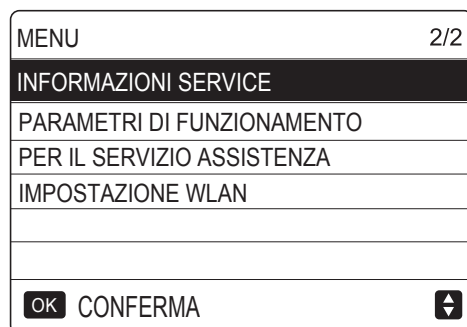 MENU 2/2
INFORMAZIONI SERVICE
PARAMETRI DI FUNZIONAMENTO
PER IL SERVIZIO ASSISTENZA
IMPOSTAZIONE WLAN
OK CONFERMA